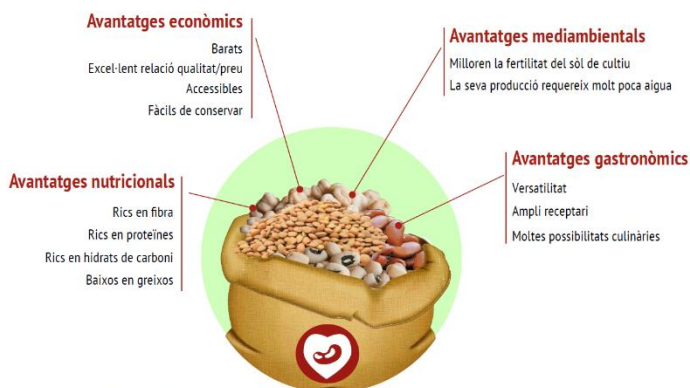 Avantatges econòmics
Barats
Excel·lent relació qualitat/preu
Accessibles
Fàcils de conservar
Avantatges mediambientals
Milloren la fertilitat del sòl de cultiu
La seva producció requereix molt poca aigua
Avantatges nutricionals
Rics en fibra
Rics en proteïnes
Rics en hidrats de carboni
Baixos en greixos
Avantatges gastronòmics
Versatilitat
Ampli receptari
Moltes possibilitats culinàries